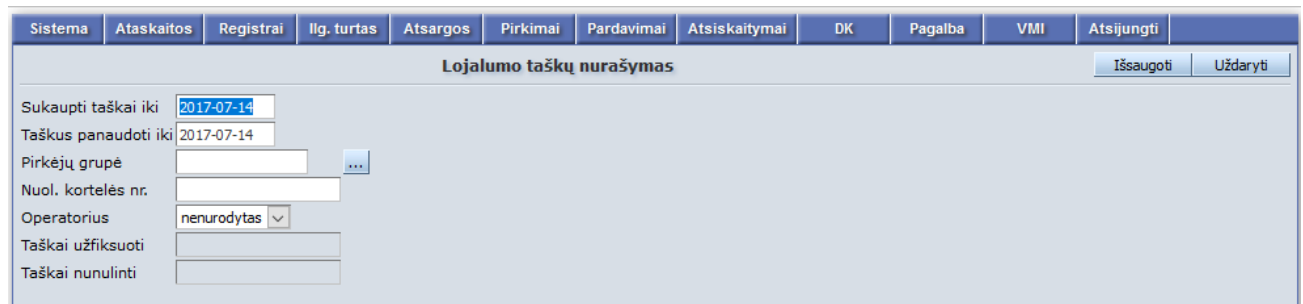 Sistema Ataskaitos Registrai Ilg. turtas Atsargos Pirkimai Pardavimai Atsiskaitymai DK Pagalba VMI Atsijungti
Lojalumo taškų nurašymas Išsaugoti Uždaryti
Sukaupti taškai iki 2017-07-14
Taškus panaudoti iki 2017-07-14
Pirkėjų grupė ...
Nuol. kortelės nr.
Operatorius nenurodytas
Taškai užfiksuoti
Taškai nunulinti